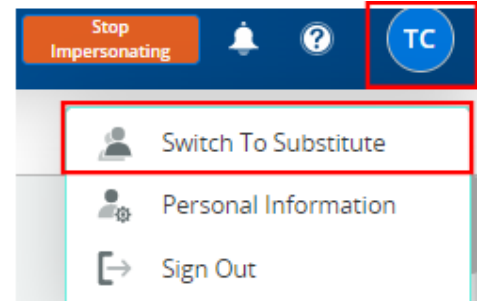 Stop
Impersonating
?
TC
Switch To Substitute
Personal Information
Sign Out